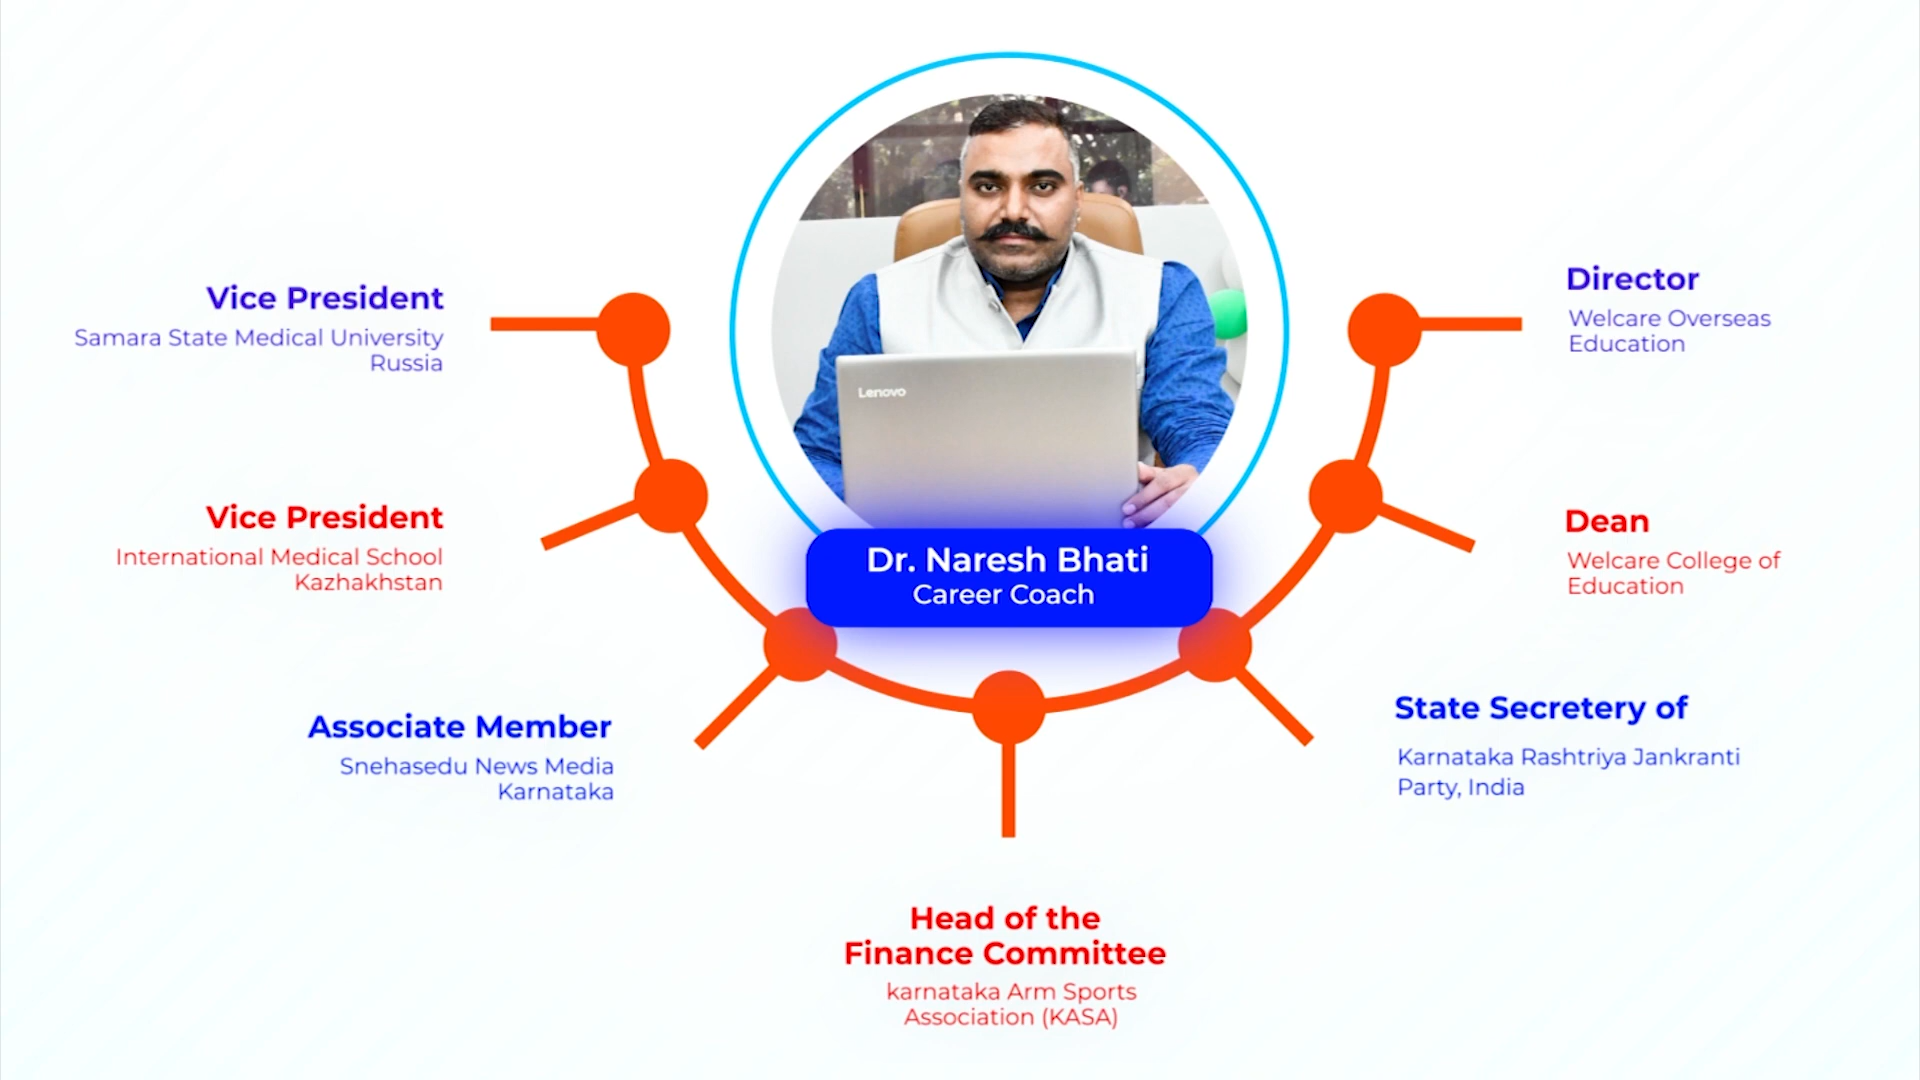 Lenovo
Dr. Naresh Bhati
Career Coach
Vice President
Samara State Medical University
Russia
Vice President
International Medical School
Kazhakhstan
Associate Member
Snehasedu News Media
Karnataka
Head of the
Finance Committee
karnataka Arm Sports
Association (KASA)
State Secretery of
Karnataka Rashtriya Jankranti
Party, India
Dean
Welcare College of
Education
Director
Welcare Overseas
Education